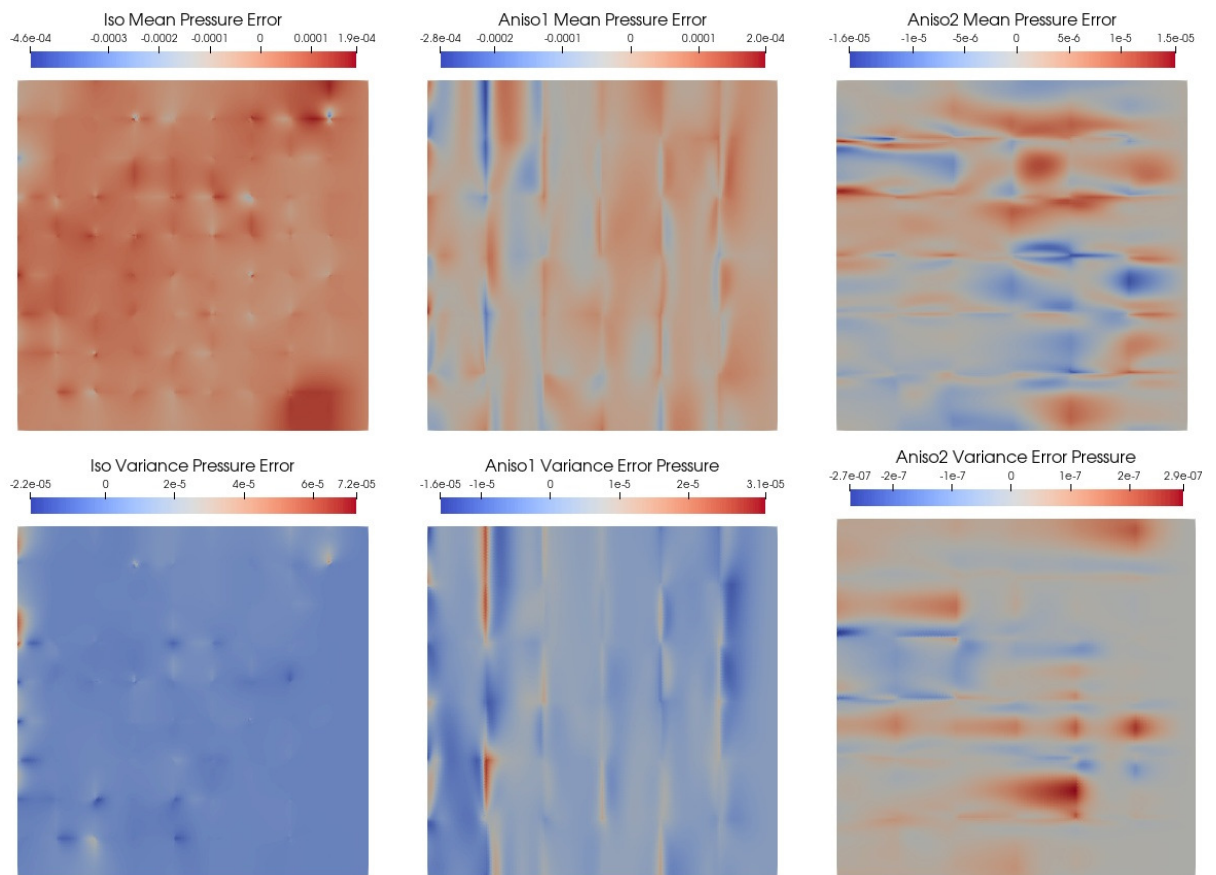 Iso Mean Pressure Error
-4.6e-04 -0.0003 -0.0002 -0.0001 0 0.0001 1.9e-04
Aniso1 Mean Pressure Error
-2.8e-04 -0.0002 -0.0001 0 0.0001 2.0e-04
Aniso2 Mean Pressure Error
-1.6e-05 -1e-5 -5e-6 0 5e-6 1e-5 1.5e-05
Iso Variance Pressure Error
-2.2e-05 0 2e-5 4e-5 6e-5 7.2e-05
Aniso1 Variance Error Pressure
-1.6e-05 -1e-5 0 1e-5 2e-5 3.1e-05
Aniso2 Variance Error Pressure
-2.7e-07 -2e-7 -1e-7 0 1e-7 2e-7 2.9e-07